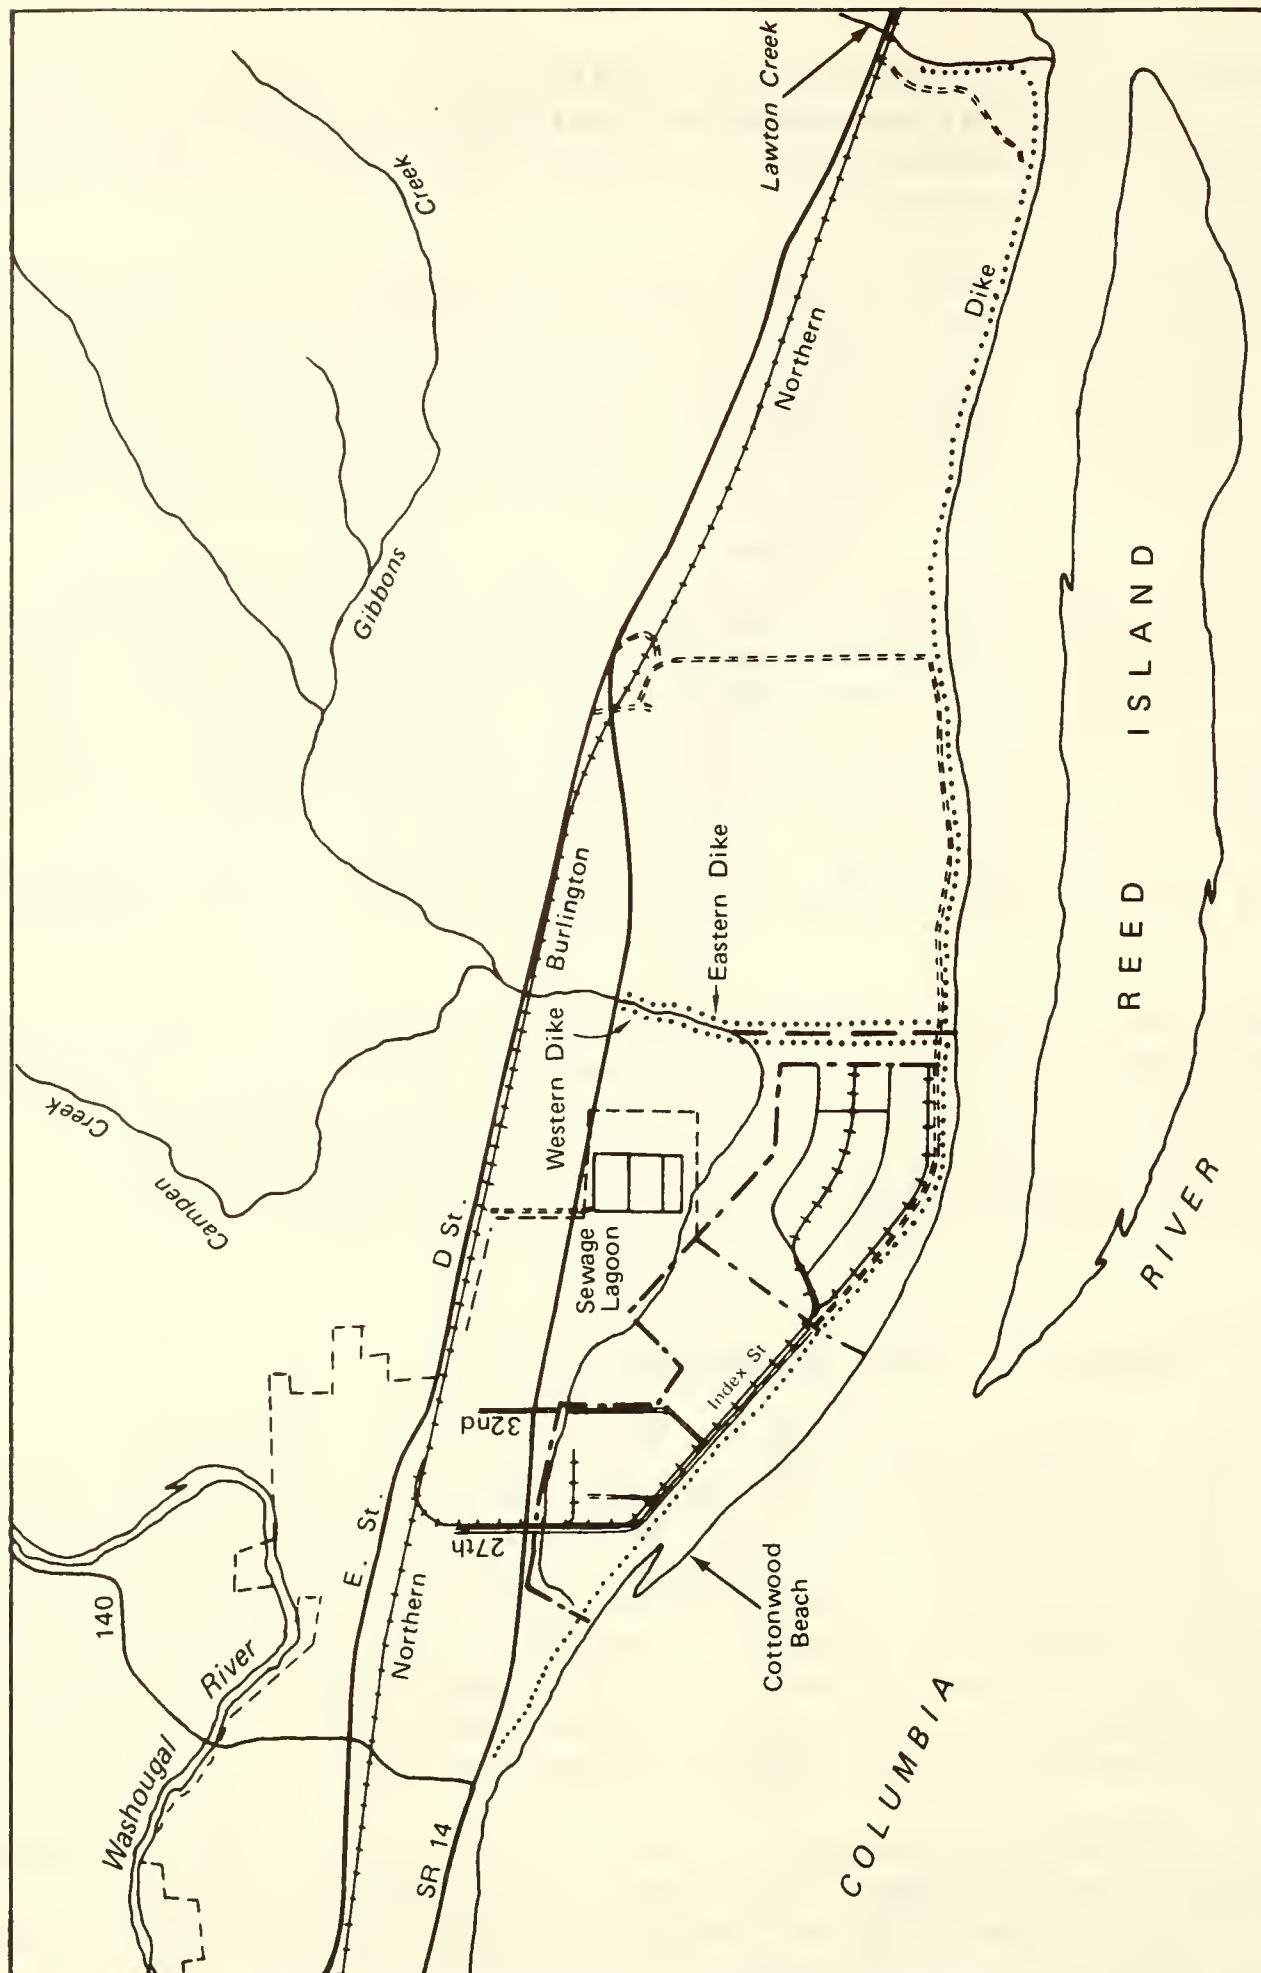 Creek
Gibbons
Creek
Campen
Lawton Creek
Northern
Dike
Burlington
Eastern Dike
Western Dike
D St.
Sewage
Lagoon
32nd
Index St
27th
E. St.
Northern
140
Washougal
River
SR 14
Cottonwood
Beach
REED ISLAND
COLUMBIA
RIVER